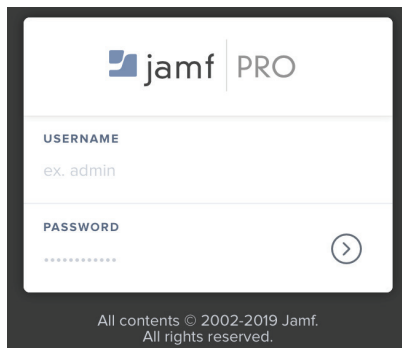 jamf PRO
USERNAME
ex. admin
PASSWORD
All contents © 2002-2019 Jamf.
All rights reserved.